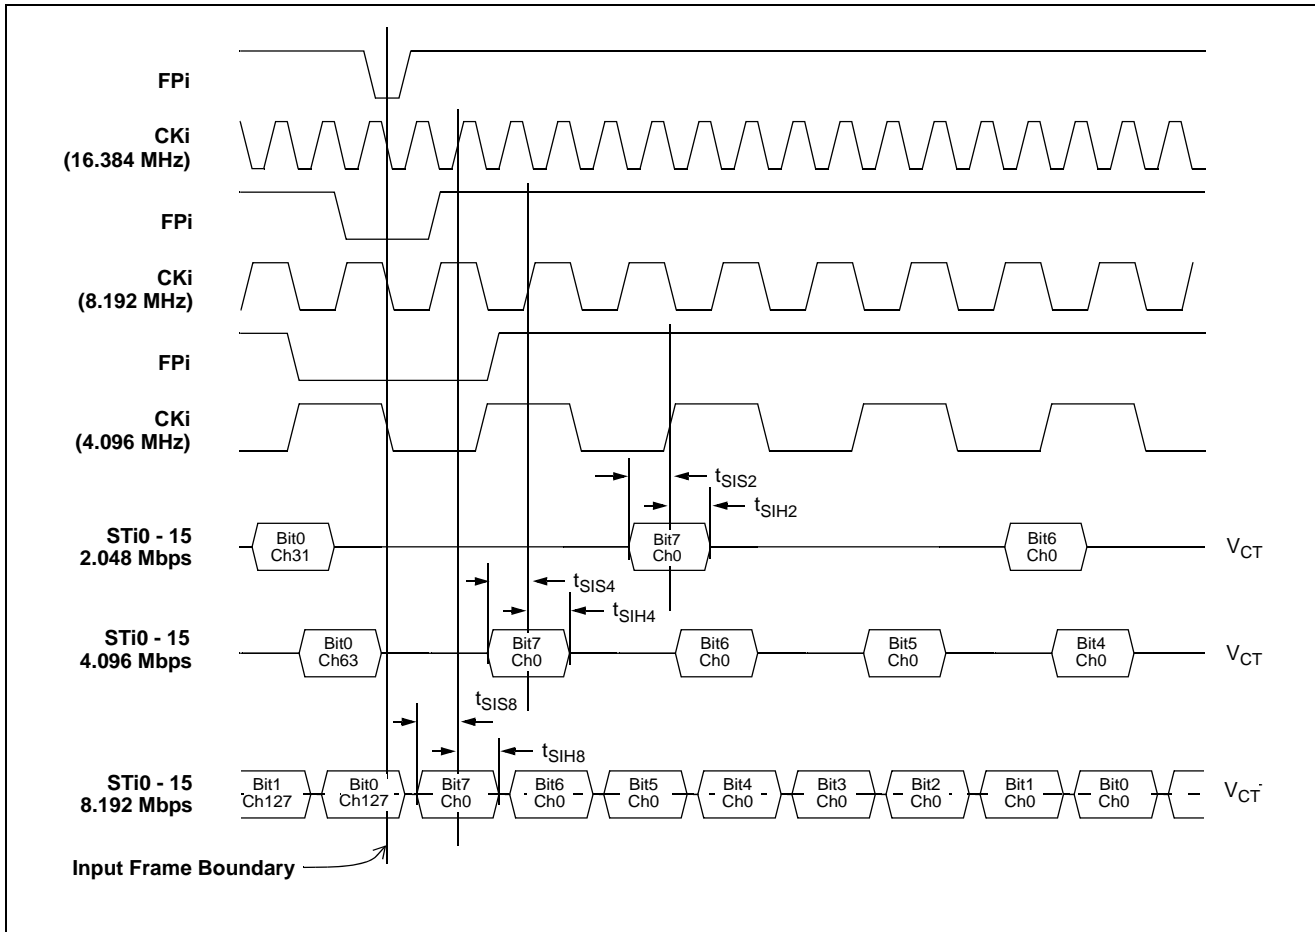 FPi
CKi
(16.384 MHz)
FPi
CKi
(8.192 MHz)
FPi
CKi
(4.096 MHz)
tSIS2
tSIH2
STi0 - 15
2.048 Mbps
Bit0
Ch31
Bit7
Ch0
Bit6
Ch0
VCT
tSIS4
tSIH4
STi0 - 15
4.096 Mbps
Bit0
Ch63
Bit7
Ch0
Bit6
Ch0
Bit5
Ch0
Bit4
Ch0
VCT
tSIS8
tSIH8
STi0 - 15
8.192 Mbps
Bit1
Ch127
Bit0
Ch127
Bit7
Ch0
Bit6
Ch0
Bit5
Ch0
Bit4
Ch0
Bit3
Ch0
Bit2
Ch0
Bit1
Ch0
Bit0
Ch0
VCT
Input Frame Boundary